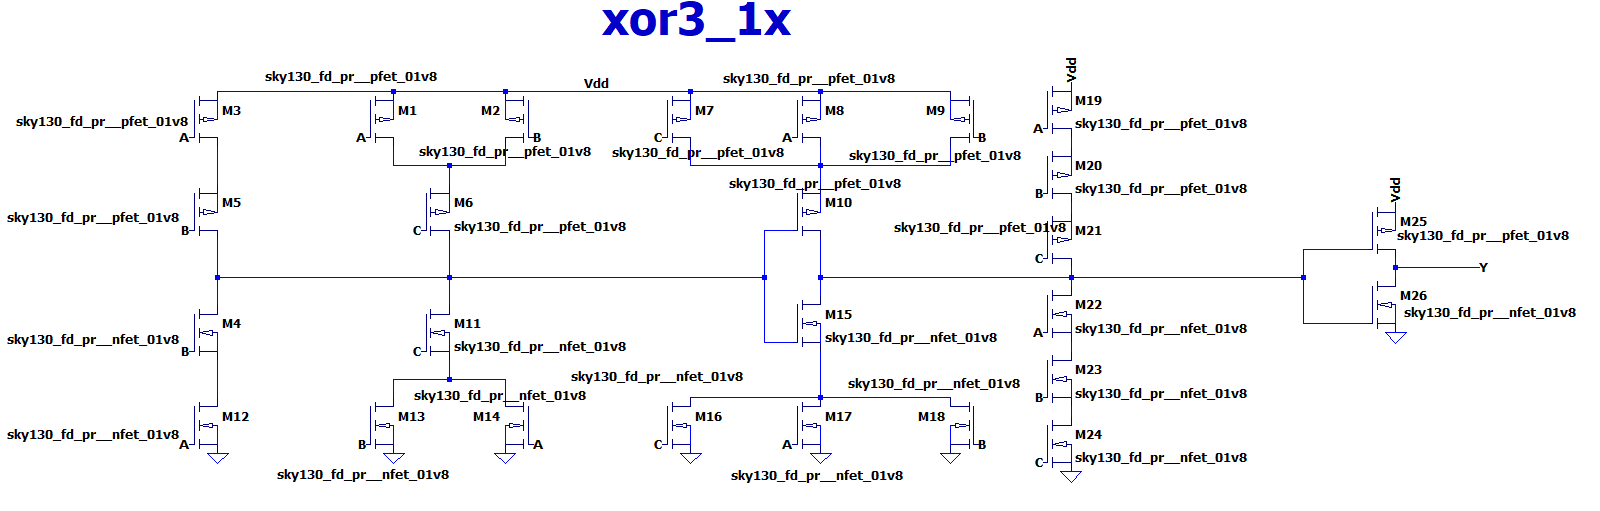 xor3_1x
Vdd
sky130_fd_pr__pfet_01v8
Vdd
sky130_fd_pr__pfet_01v8
M3
M1
M2
M7
M8
M9
M19
sky130_fd_pr__pfet_01v8
sky130_fd_pr__pfet_01v8
A
A
A
B
C
A
B
sky130_fd_pr__pfet_01v8
sky130_fd_pr__pfet_01v8
sky130_fd_pr__pfet_01v8
M20
sky130_fd_pr__pfet_01v8
sky130_fd_pr__pfet_01v8
B
Vdd
M5
M6
M10
sky130_fd_pr__pfet_01v8
sky130_fd_pr__pfet_01v8
sky130_fd_pr__pfet_01v8
M21
M25
B
C
sky130_fd_pr__pfet_01v8
C
Y
M15
M22
M26
M4
M11
sky130_fd_pr__nfet_01v8
A
sky130_fd_pr__nfet_01v8
sky130_fd_pr__nfet_01v8
B
C
sky130_fd_pr__nfet_01v8
sky130_fd_pr__nfet_01v8
M23
sky130_fd_pr__nfet_01v8
sky130_fd_pr__nfet_01v8
B
sky130_fd_pr__nfet_01v8
sky130_fd_pr__nfet_01v8
M12
M13
M14
M16
M17
M18
M24
sky130_fd_pr__nfet_01v8
A
B
A
C
A
B
C
sky130_fd_pr__nfet_01v8
sky130_fd_pr__nfet_01v8
sky130_fd_pr__nfet_01v8